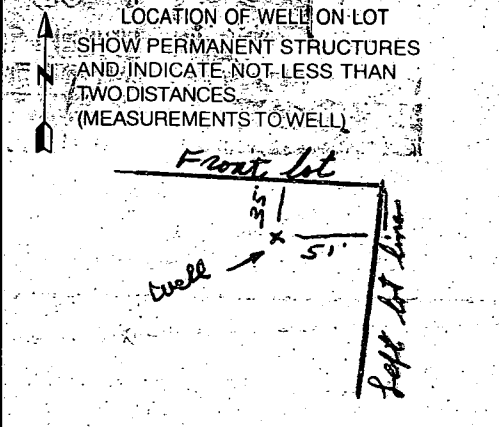 LOCATION OF WELL ON LOT
SHOW PERMANENT STRUCTURES
AND INDICATE NOT LESS THAN
TWO DISTANCES
(MEASUREMENTS TO WELL)
N
Front lot
35'
x
51'
Well
Left lot line